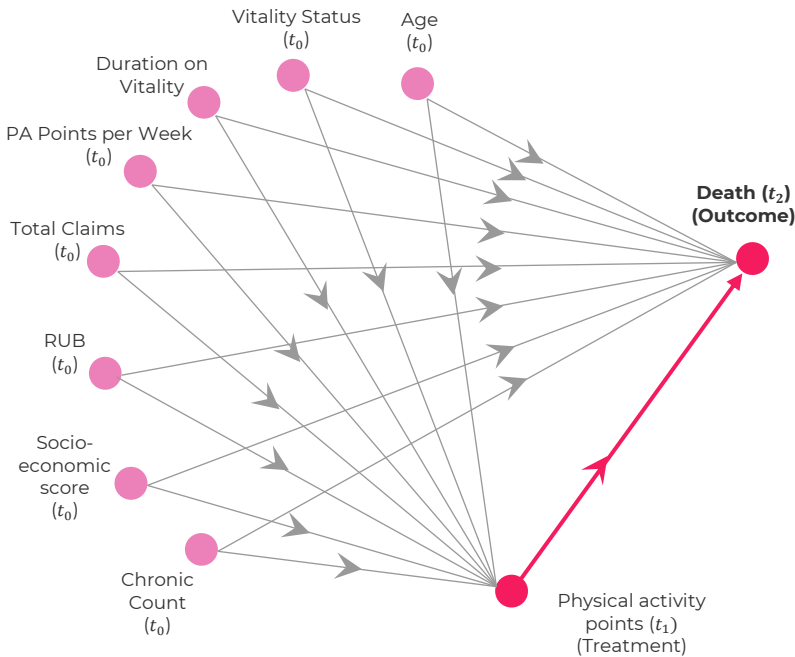 Vitality Status
(t₀)
Age
(t₀)
Duration on
Vitality
PA Points per Week
(t₀)
Total Claims
(t₀)
RUB
(t₀)
Socio-
economic
score
(t₀)
Chronic
Count
(t₀)
Death (t₂)
(Outcome)
Physical activity
points (t₁)
(Treatment)